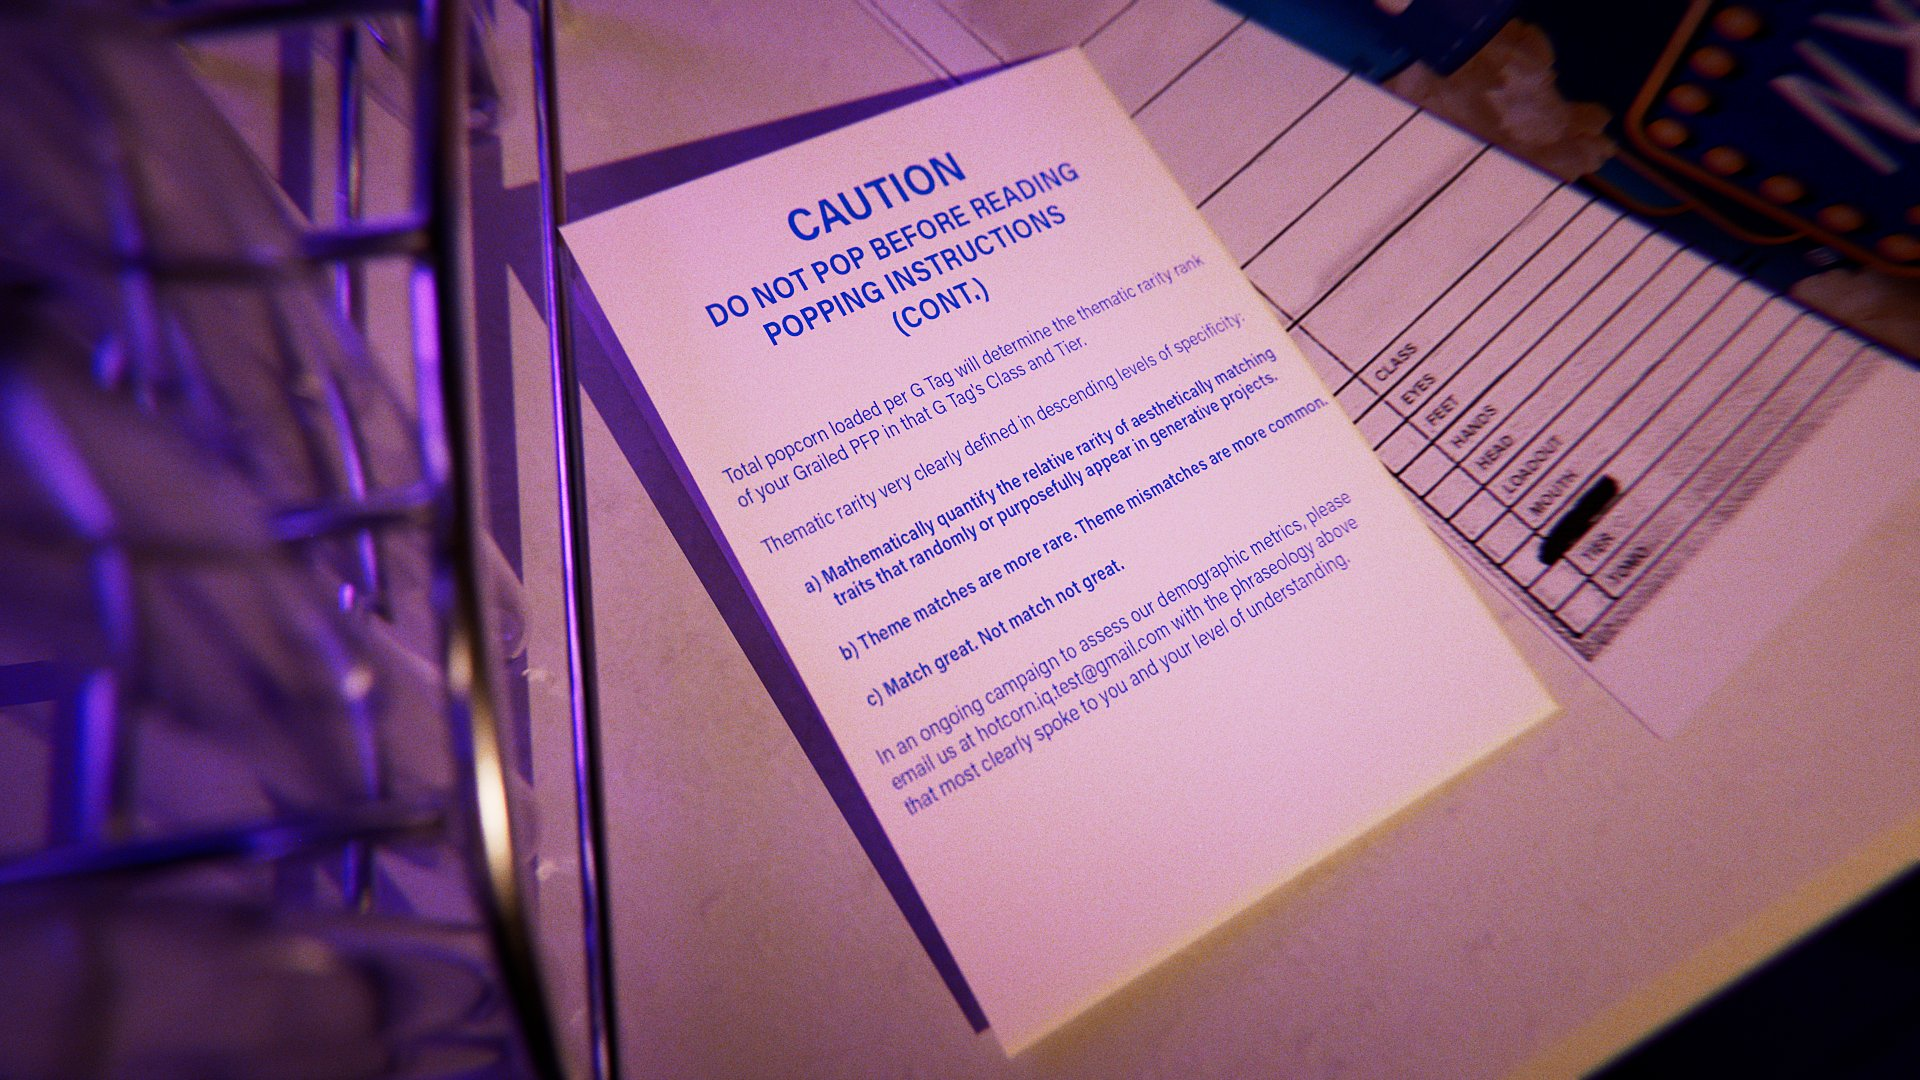 CAUTION
DO NOT POP BEFORE READING
POPPING INSTRUCTIONS
(CONT.)
Total popcorn loaded per G Tag will determine the thematic rarity rank
of your Grailed PFP in that G Tag's Class and Tier.
Thematic rarity very clearly defined in descending levels of specificity:
a) Mathematically quantify the relative rarity of aesthetically matching
traits that randomly or purposefully appear in generative projects.
b) Theme matches are more rare. Theme mismatches are more common.
c) Match great. Not match not great.
In an ongoing campaign to assess our demographic metrics, please
email us at hotcorn.iq.test@gmail.com with the phraseology above
that most clearly spoke to you and your level of understanding.
CLASS
EYES
FEET
HANDS
HEAD
LOADOUT
MOUTH
TIER
TOMO